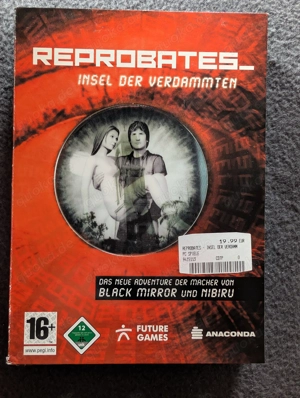 REPROBATES_
INSEL DER VERDAMMTEN
19.99
REPROBATES - INSEL DER VERDAMM
PC SPIELE
DAS NEUE ADVENTURE DER MACHER VON
BLACK MIRROR UND NIBIRU
16+
www.pegi.info
12
FUTURE
GAMES
ANACONDA